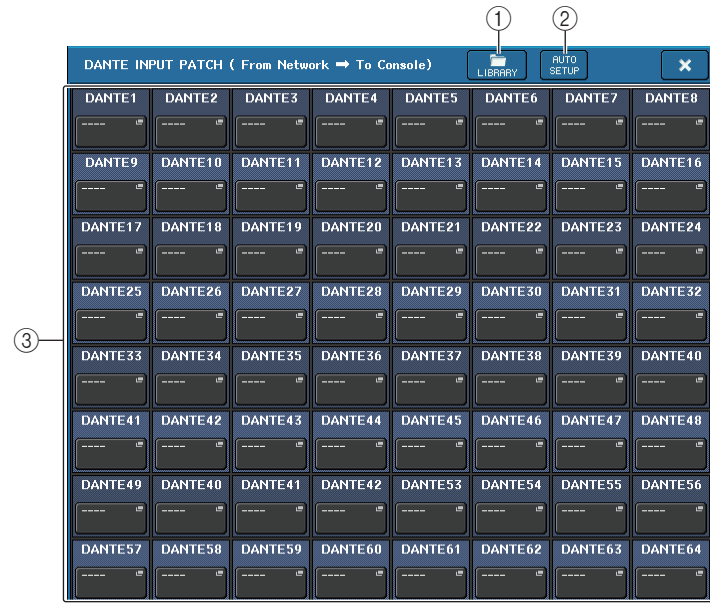 ① ②
DANTE INPUT PATCH ( From Network ➡ To Console) LIBRARY AUTO SETUP ×
DANTE1 DANTE2 DANTE3 DANTE4 DANTE5 DANTE6 DANTE7 DANTE8
---- ---- ---- ---- ---- ---- ---- ----
DANTE9 DANTE10 DANTE11 DANTE12 DANTE13 DANTE14 DANTE15 DANTE16
---- ---- ---- ---- ---- ---- ---- ----
DANTE17 DANTE18 DANTE19 DANTE20 DANTE21 DANTE22 DANTE23 DANTE24
---- ---- ---- ---- ---- ---- ---- ----
DANTE25 DANTE26 DANTE27 DANTE28 DANTE29 DANTE30 DANTE31 DANTE32
---- ---- ---- ---- ---- ---- ---- ----
③
DANTE33 DANTE34 DANTE35 DANTE36 DANTE37 DANTE38 DANTE39 DANTE40
---- ---- ---- ---- ---- ---- ---- ----
DANTE41 DANTE42 DANTE43 DANTE44 DANTE45 DANTE46 DANTE47 DANTE48
---- ---- ---- ---- ---- ---- ---- ----
DANTE49 DANTE40 DANTE41 DANTE42 DANTE53 DANTE54 DANTE55 DANTE56
---- ---- ---- ---- ---- ---- ---- ----
DANTE57 DANTE58 DANTE59 DANTE60 DANTE61 DANTE62 DANTE63 DANTE64
---- ---- ---- ---- ---- ---- ---- ----